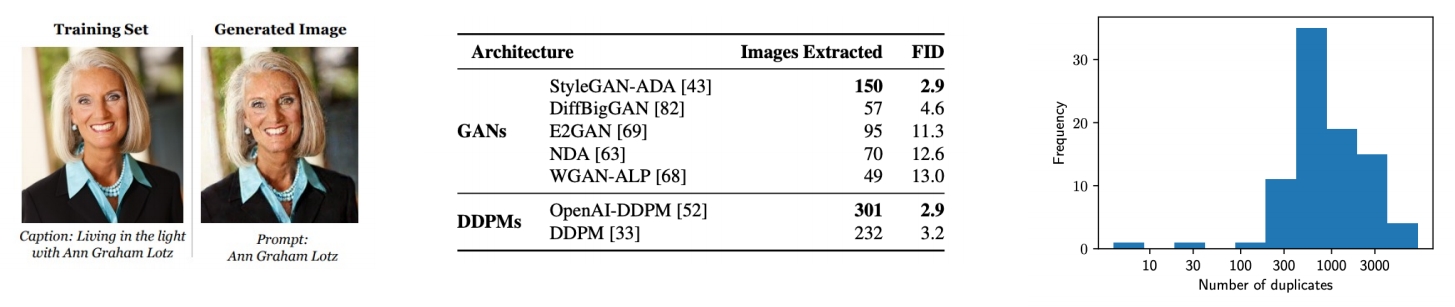 Training Set
Generated Image
Caption: Living in the light
with Ann Graham Lotz
Prompt:
Ann Graham Lotz
Architecture Images Extracted FID
GANs
StyleGAN-ADA [43] 150 2.9
DiffBigGAN [82] 57 4.6
E2GAN [69] 95 11.3
NDA [63] 70 12.6
WGAN-ALP [68] 49 13.0
DDPMs
OpenAI-DDPM [52] 301 2.9
DDPM [33] 232 3.2
Frequency
30
20
10
0
10 30 100 300 1000 3000
Number of duplicates